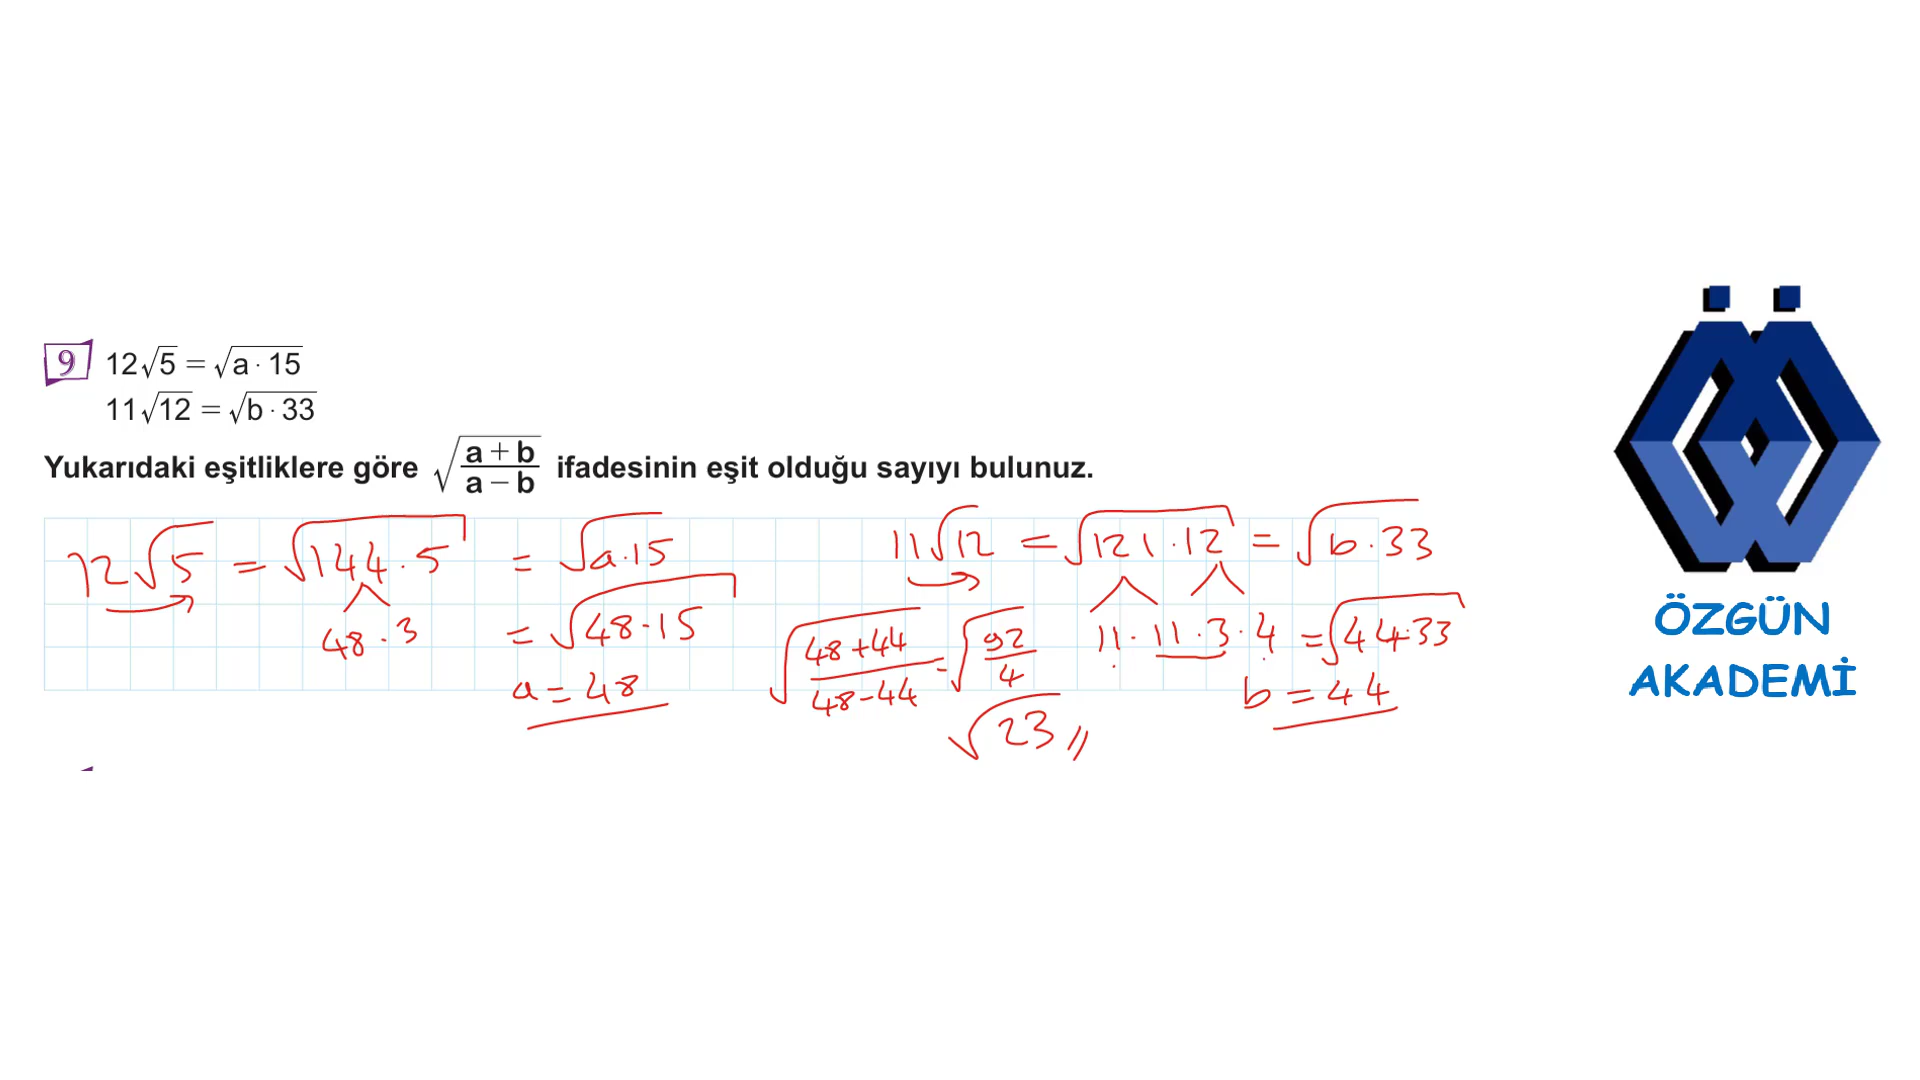 9 12√5 = √a · 15
11√12 = √b · 33
Yukarıdaki eşitliklere göre √(a + b / a − b) ifadesinin eşit olduğu sayıyı bulunuz.
12√5 = √144 · 5 = √a · 15
48 · 3 = √48 · 15
a = 48
√(48 + 44 / 48 − 44) = √(92 / 4)
√23 //
11√12 = √121 · 12 = √b · 33
11 · 11 · 3 · 4 = √44 · 33
b = 44
ÖZGÜN
AKADEMİ